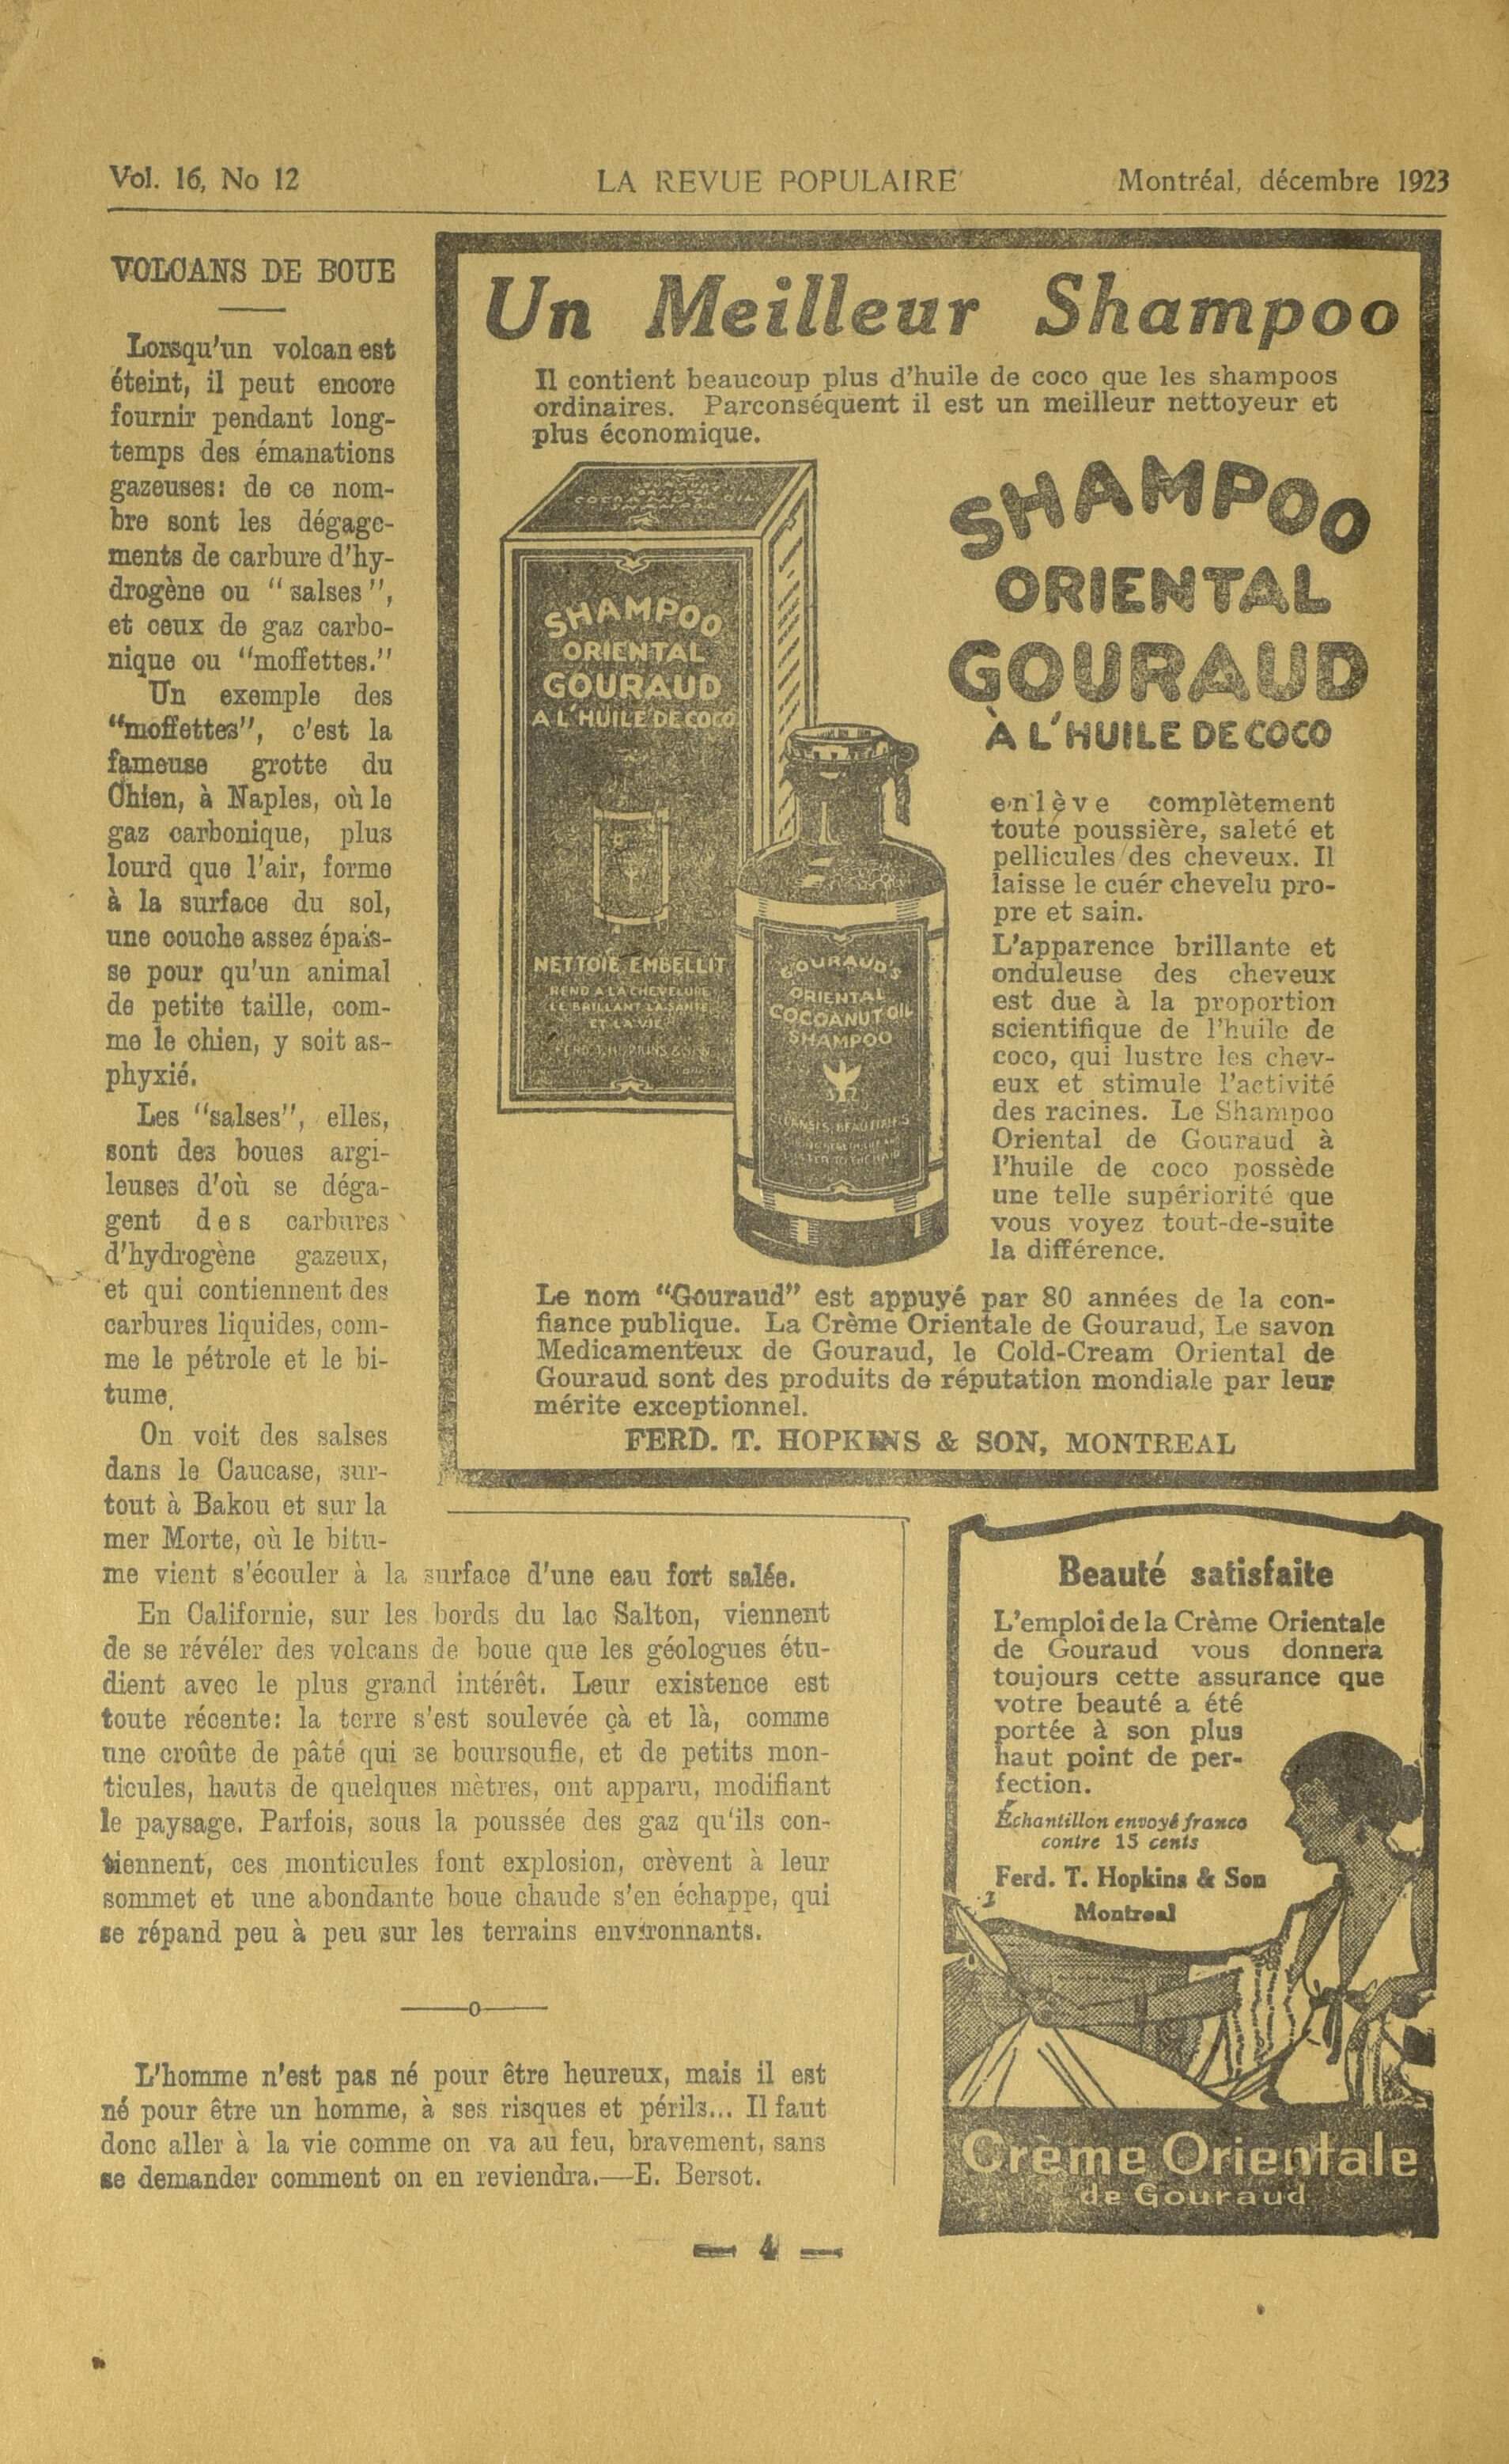 Vol. 16, No 12
LA REVUE POPULAIRE
Montréal, décembre 1923
VOLCANS DE BOUE
Lorsqu'un volcan est
éteint, il peut encore
fournir pendant long-
temps des émanations
gazeuses: de ce nom-
bre sont les dégage-
ments de carbure d'hy-
drogène ou "salses",
et ceux de gaz carbo-
nique ou "moffettes."
Un exemple des
"moffettes", c'est la
fameuse grotte du
Chien, à Naples, où le
gaz carbonique, plus
lourd que l'air, forme
à la surface du sol,
une couche assez épais-
se pour qu'un animal
de petite taille, com-
me le chien, y soit as-
phyxié.
Les "salses", elles,
sont des boues argi-
leuses d'où se déga-
gent des carbures
d'hydrogène gazeux,
et qui contiennent des
carbures liquides, com-
me le pétrole et le bi-
tume.
On voit des salses
dans le Caucase, sur-
tout à Bakou et sur la
mer Morte, où le bitu-
me vient s'écouler à la surface d'une eau fort salée.
En Californie, sur les bords du lac Salton, viennent
de se révéler des volcans de boue que les géologues étu-
dient avec le plus grand intérêt. Leur existence est
toute récente: la terre s'est soulevée çà et là, comme
une croûte de pâté qui se boursoufle, et de petits mon-
ticules, hauts de quelques mètres, ont apparu, modifiant
le paysage. Parfois, sous la poussée des gaz qu'ils con-
tiennent, ces monticules font explosion, crèvent à leur
sommet et une abondante boue chaude s'en échappe, qui
se répand peu à peu sur les terrains environnants.
L'homme n'est pas né pour être heureux, mais il est
né pour être un homme, à ses risques et périls... Il faut
donc aller à la vie comme on va au feu, bravement, sans
se demander comment on en reviendra.—E. Bersot.
Un Meilleur Shampoo
Il contient beaucoup plus d'huile de coco que les shampoos
ordinaires. Parconséquent il est un meilleur nettoyeur et
plus économique.
SHAMPOO
ORIENTAL
GOURAUD
A L'HUILE DE COCO
NETTOIE EMBELLIT
REND A LA CHEVELURE
LE BRILLANT LA SANTE
ET LA VIE
GOURAUD'S
ORIENTAL
COCOANUT OIL
SHAMPOO
CLEANSES, BEAUTIFIES
SHAMPOO
ORIENTAL
GOURAUD
À L'HUILE DE COCO
enlève complètement
toute poussière, saleté et
pellicules des cheveux. Il
laisse le cuér chevelu pro-
pre et sain.
L'apparence brillante et
onduleuse des cheveux
est due à la proportion
scientifique de l'huile de
coco, qui lustre les chev-
eux et stimule l'activité
des racines. Le Shampoo
Oriental de Gouraud à
l'huile de coco possède
une telle supériorité que
vous voyez tout-de-suite
la différence.
Le nom "Gouraud" est appuyé par 80 années de la con-
fiance publique. La Crème Orientale de Gouraud, Le savon
Medicamenteux de Gouraud, le Cold-Cream Oriental de
Gouraud sont des produits de réputation mondiale par leur
mérite exceptionnel.
FERD. T. HOPKINS & SON, MONTREAL
Beauté satisfaite
L'emploi de la Crème Orientale
de Gouraud vous donnera
toujours cette assurance que
votre beauté a été
portée à son plus
haut point de per-
fection.
Échantillon envoyé franco
contre 15 cents
Ferd. T. Hopkins & Son
Montreal
Crème Orientale
de Gouraud
— 4 —